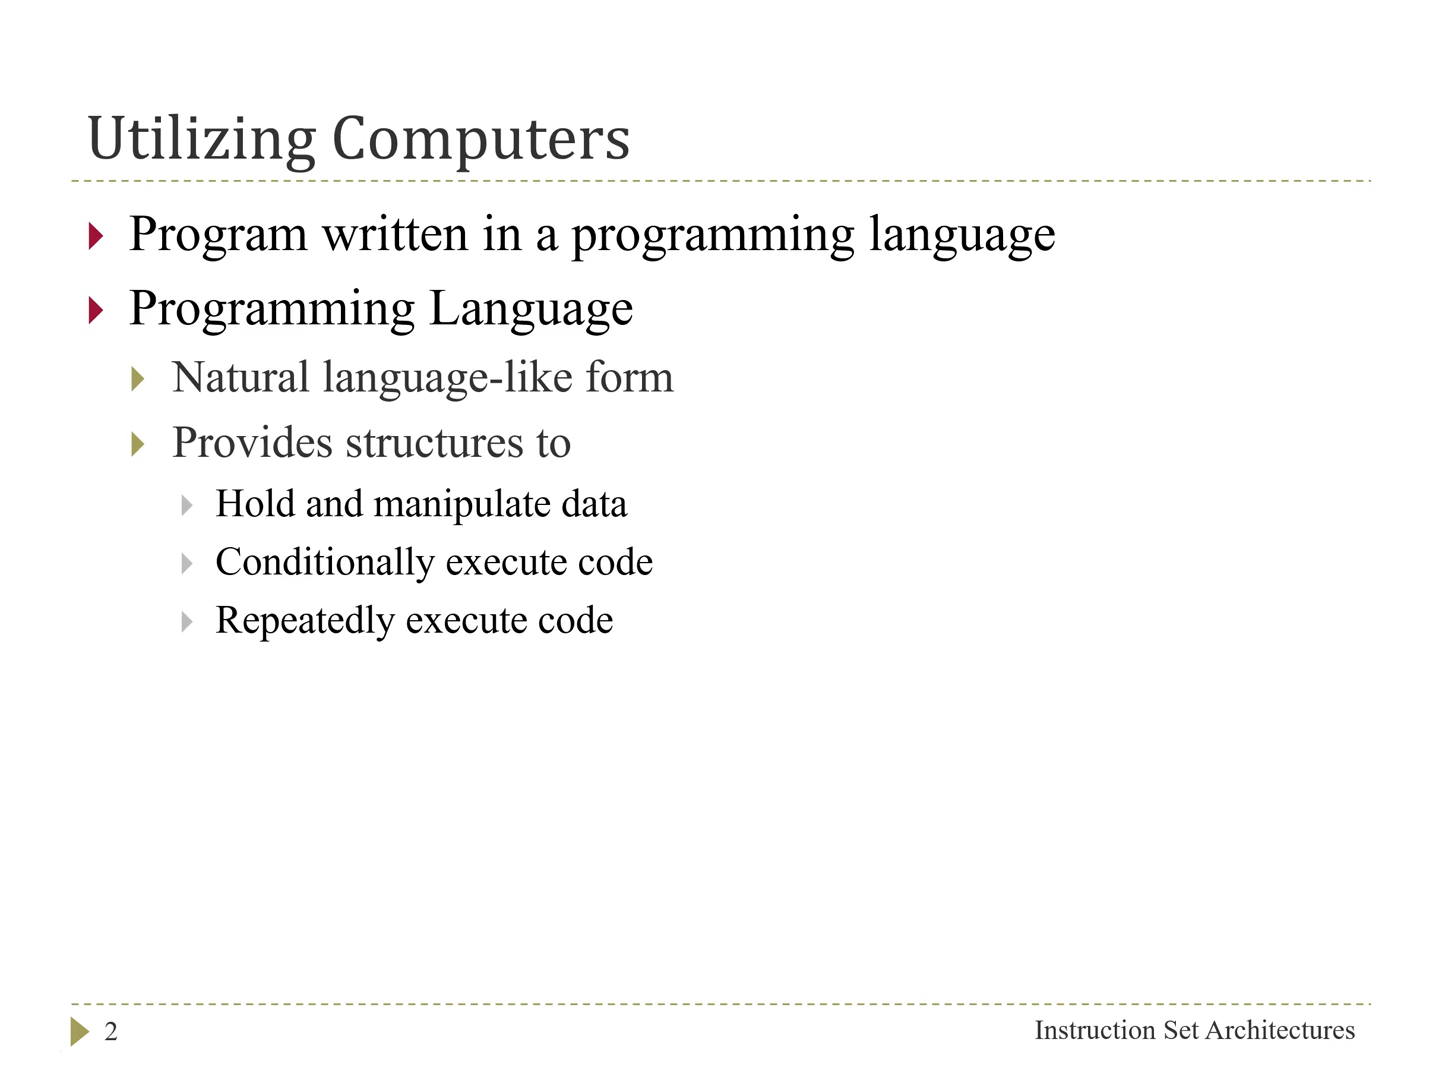 Utilizing Computers
Program written in a programming language
Programming Language
Natural language-like form
Provides structures to
Hold and manipulate data
Conditionally execute code
Repeatedly execute code
2
Instruction Set Architectures